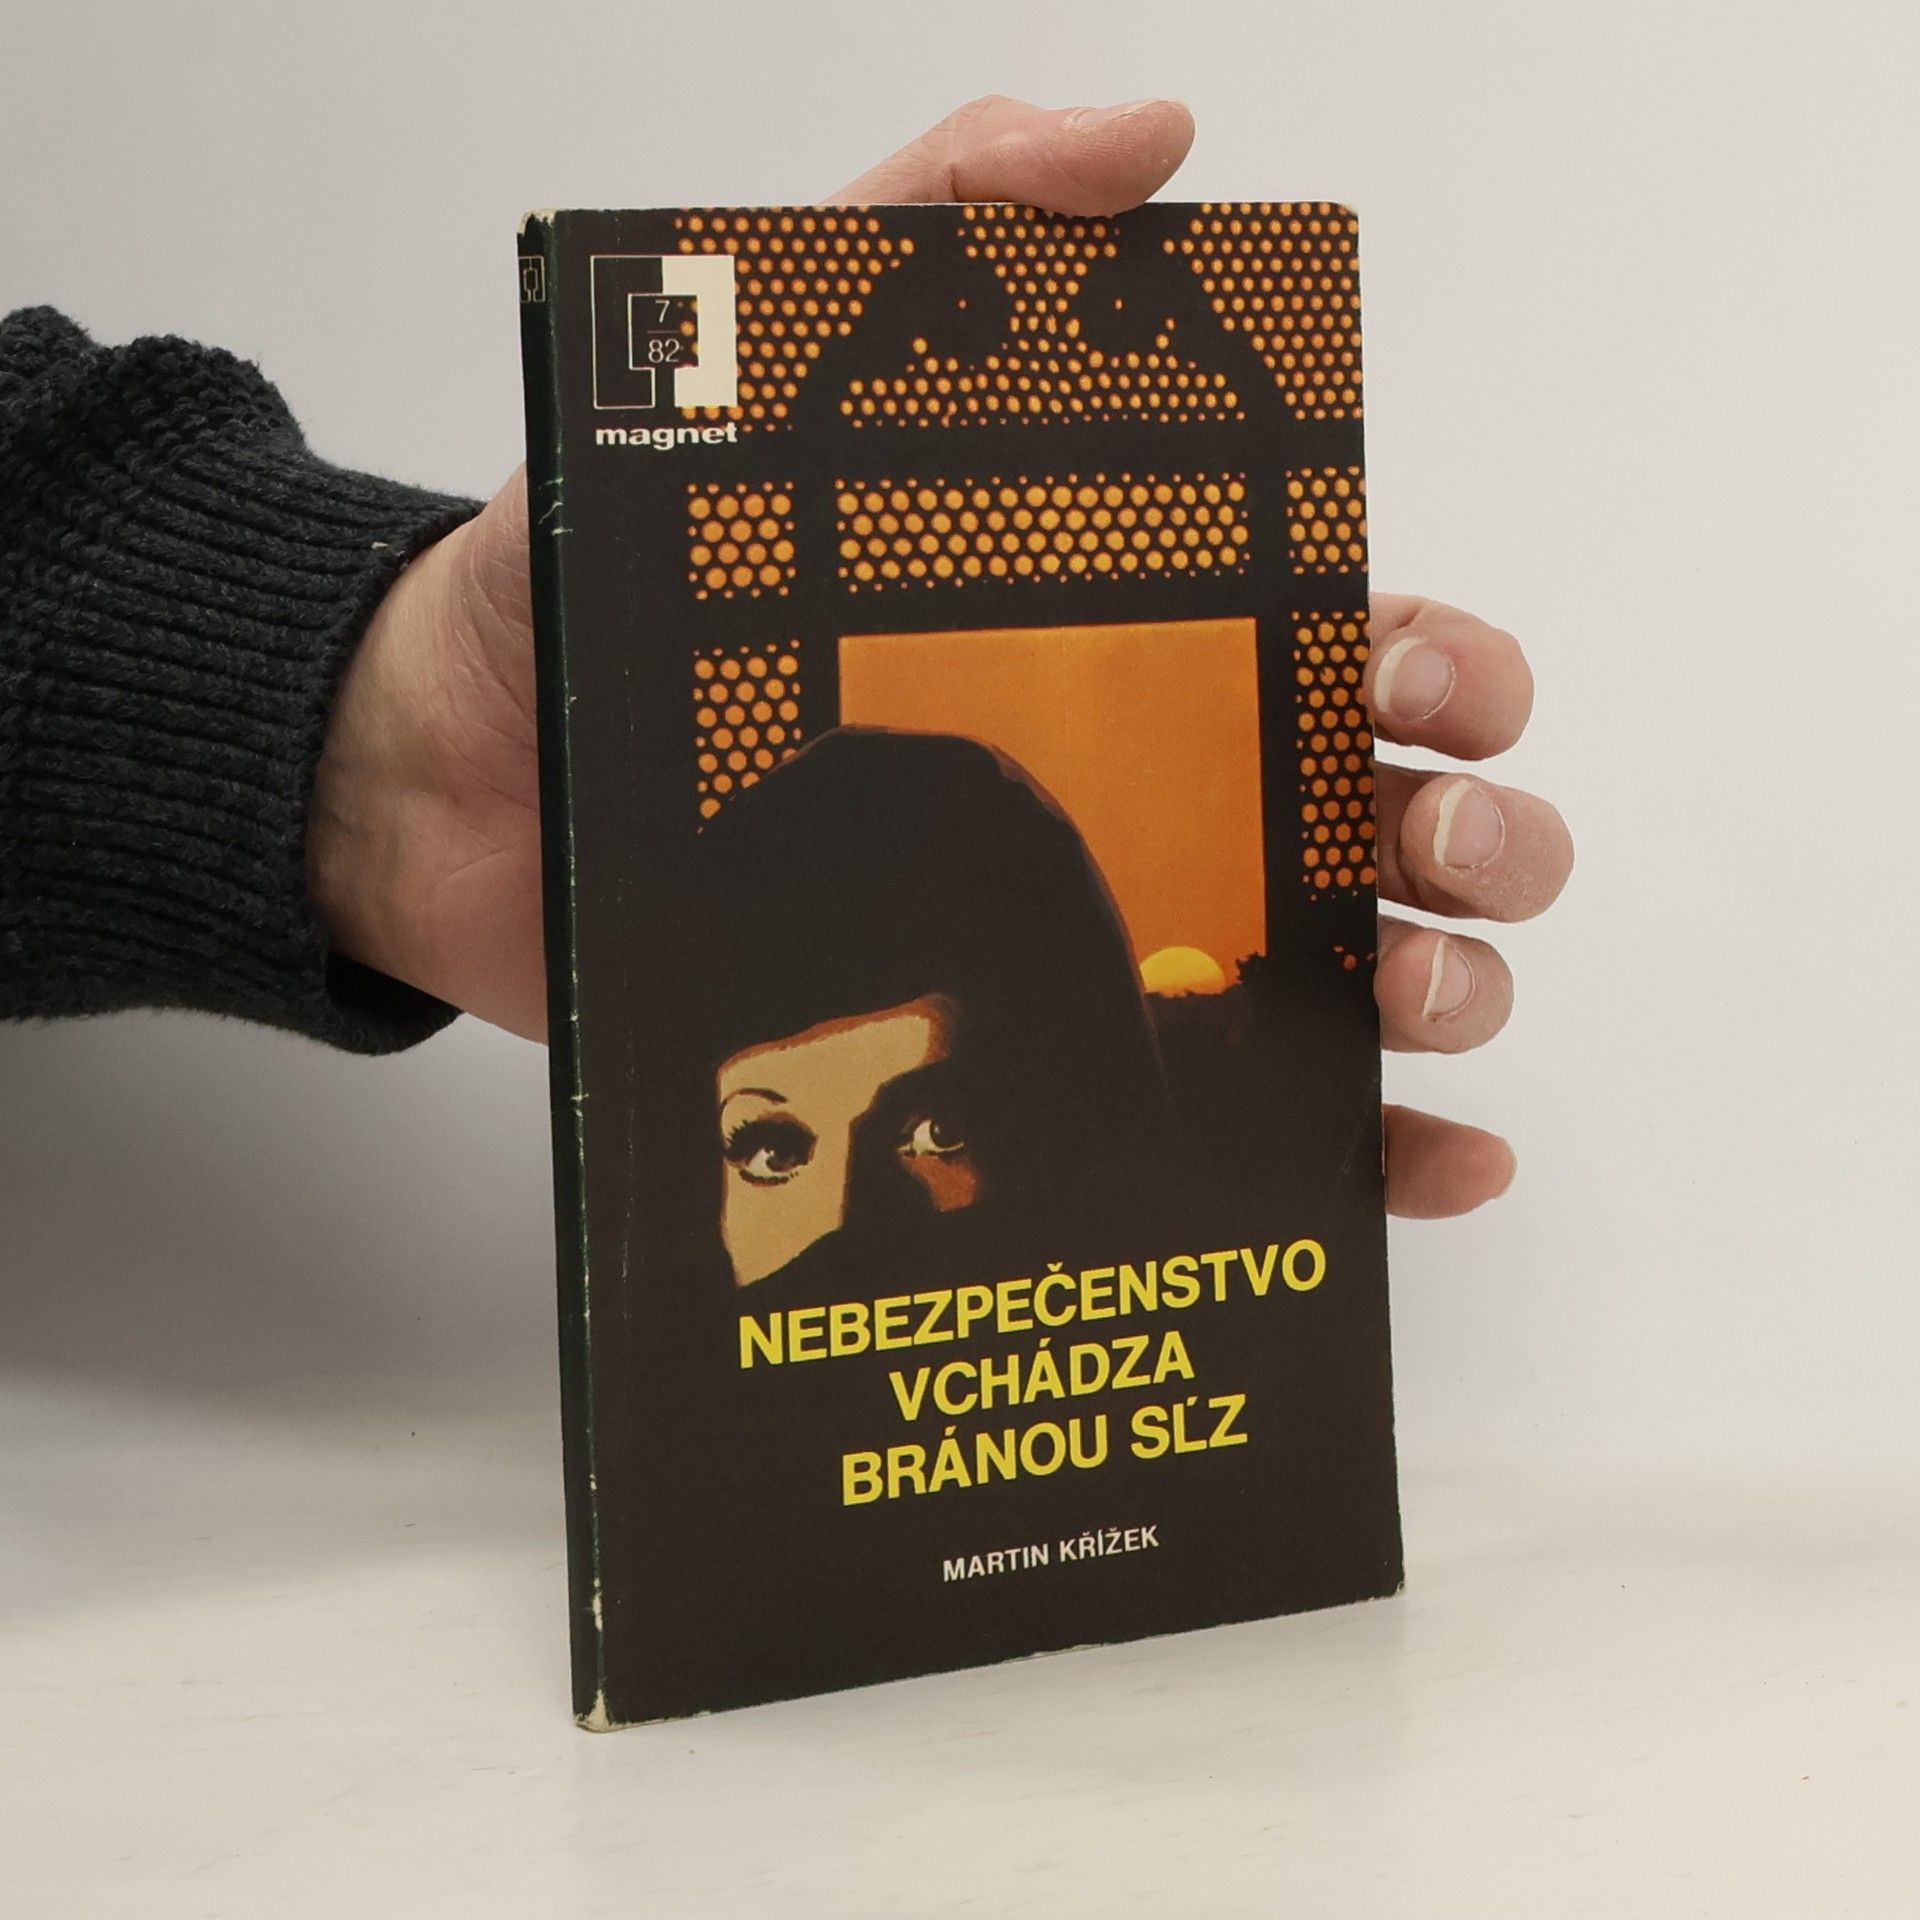 7
82
magnet
NEBEZPEČENSTVO
VCHÁDZA
BRÁNOU SĹZ
MARTIN KŘÍŽEK